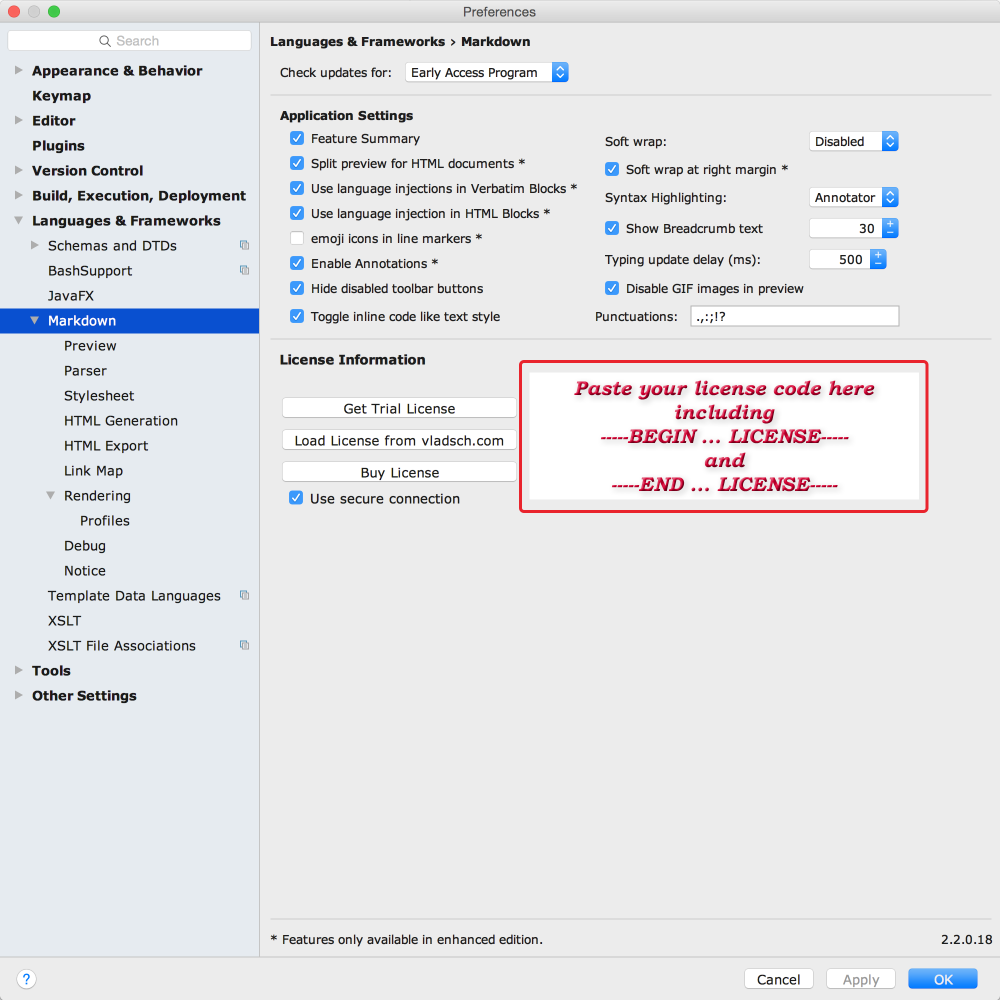 Preferences
Search
Appearance & Behavior
Keymap
Editor
Plugins
Version Control
Build, Execution, Deployment
Languages & Frameworks
Schemas and DTDs
BashSupport
JavaFX
Markdown
Preview
Parser
Stylesheet
HTML Generation
HTML Export
Link Map
Rendering
Profiles
Debug
Notice
Template Data Languages
XSLT
XSLT File Associations
Tools
Other Settings
Languages & Frameworks › Markdown
Check updates for: Early Access Program
Application Settings
Feature Summary
Split preview for HTML documents *
Use language injections in Verbatim Blocks *
Use language injection in HTML Blocks *
emoji icons in line markers *
Enable Annotations *
Hide disabled toolbar buttons
Toggle inline code like text style
Soft wrap: Disabled
Soft wrap at right margin *
Syntax Highlighting: Annotator
Show Breadcrumb text 30
Typing update delay (ms): 500
Disable GIF images in preview
Punctuations: .,:;!?
License Information
Get Trial License
Load License from vladsch.com
Buy License
Use secure connection
Paste your license code here
including
-----BEGIN ... LICENSE-----
and
-----END ... LICENSE-----
* Features only available in enhanced edition. 2.2.0.18
? Cancel Apply OK